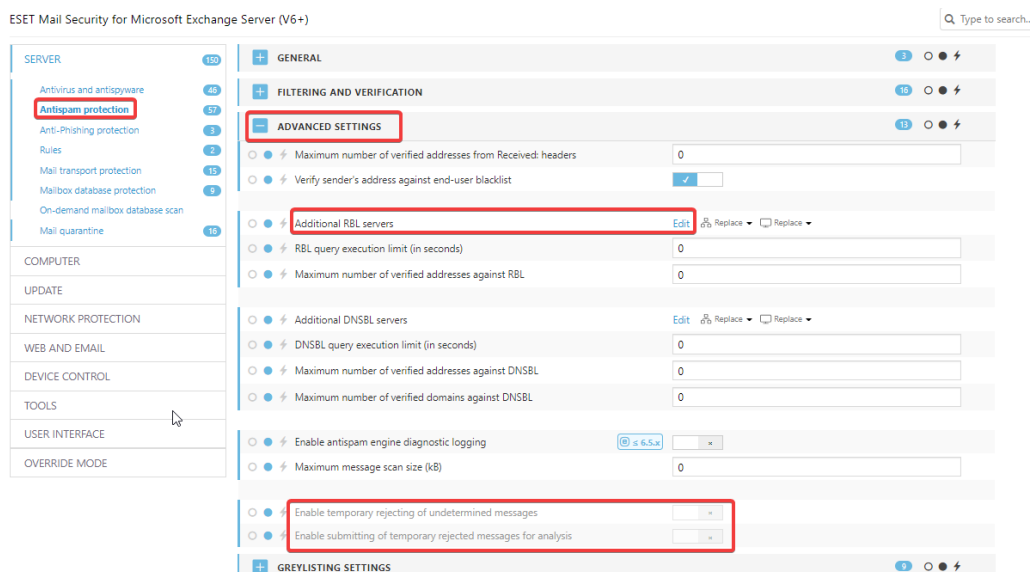 ESET Mail Security for Microsoft Exchange Server (V6+)
Type to search...
SERVER 150
Antivirus and antispyware 46
Antispam protection 57
Anti-Phishing protection 3
Rules 2
Mail transport protection 15
Mailbox database protection 9
On-demand mailbox database scan
Mail quarantine 16
COMPUTER
UPDATE
NETWORK PROTECTION
WEB AND EMAIL
DEVICE CONTROL
TOOLS
USER INTERFACE
OVERRIDE MODE
GENERAL 3
FILTERING AND VERIFICATION 16
ADVANCED SETTINGS 13
Maximum number of verified addresses from Received: headers 0
Verify sender's address against end-user blacklist
Additional RBL servers Edit Replace Replace
RBL query execution limit (in seconds) 0
Maximum number of verified addresses against RBL 0
Additional DNSBL servers Edit Replace Replace
DNSBL query execution limit (in seconds) 0
Maximum number of verified addresses against DNSBL 0
Maximum number of verified domains against DNSBL 0
Enable antispam engine diagnostic logging ≤ 6.5.x
Maximum message scan size (kB) 0
Enable temporary rejecting of undetermined messages
Enable submitting of temporary rejected messages for analysis
GREYLISTING SETTINGS 9